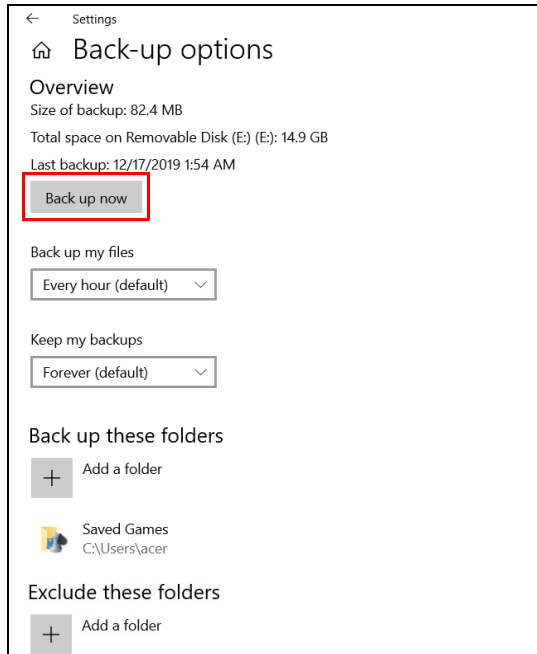 Settings
Back-up options
Overview
Size of backup: 82.4 MB
Total space on Removable Disk (E:) (E:): 14.9 GB
Last backup: 12/17/2019 1:54 AM
Back up now
Back up my files
Every hour (default)
Keep my backups
Forever (default)
Back up these folders
Add a folder
Saved Games
C:\Users\acer
Exclude these folders
Add a folder